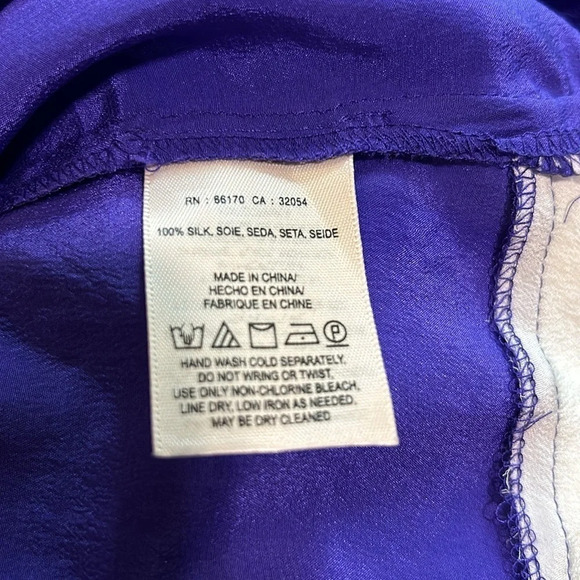 RN : 66170 CA : 32054
100% SILK, SOIE, SEDA, SETA, SEIDE
MADE IN CHINA/
HECHO EN CHINA/
FABRIQUE EN CHINE
P
HAND WASH COLD SEPARATELY.
DO NOT WRING OR TWIST.
USE ONLY NON-CHLORINE BLEACH,
LINE DRY, LOW IRON AS NEEDED.
MAY BE DRY CLEANED